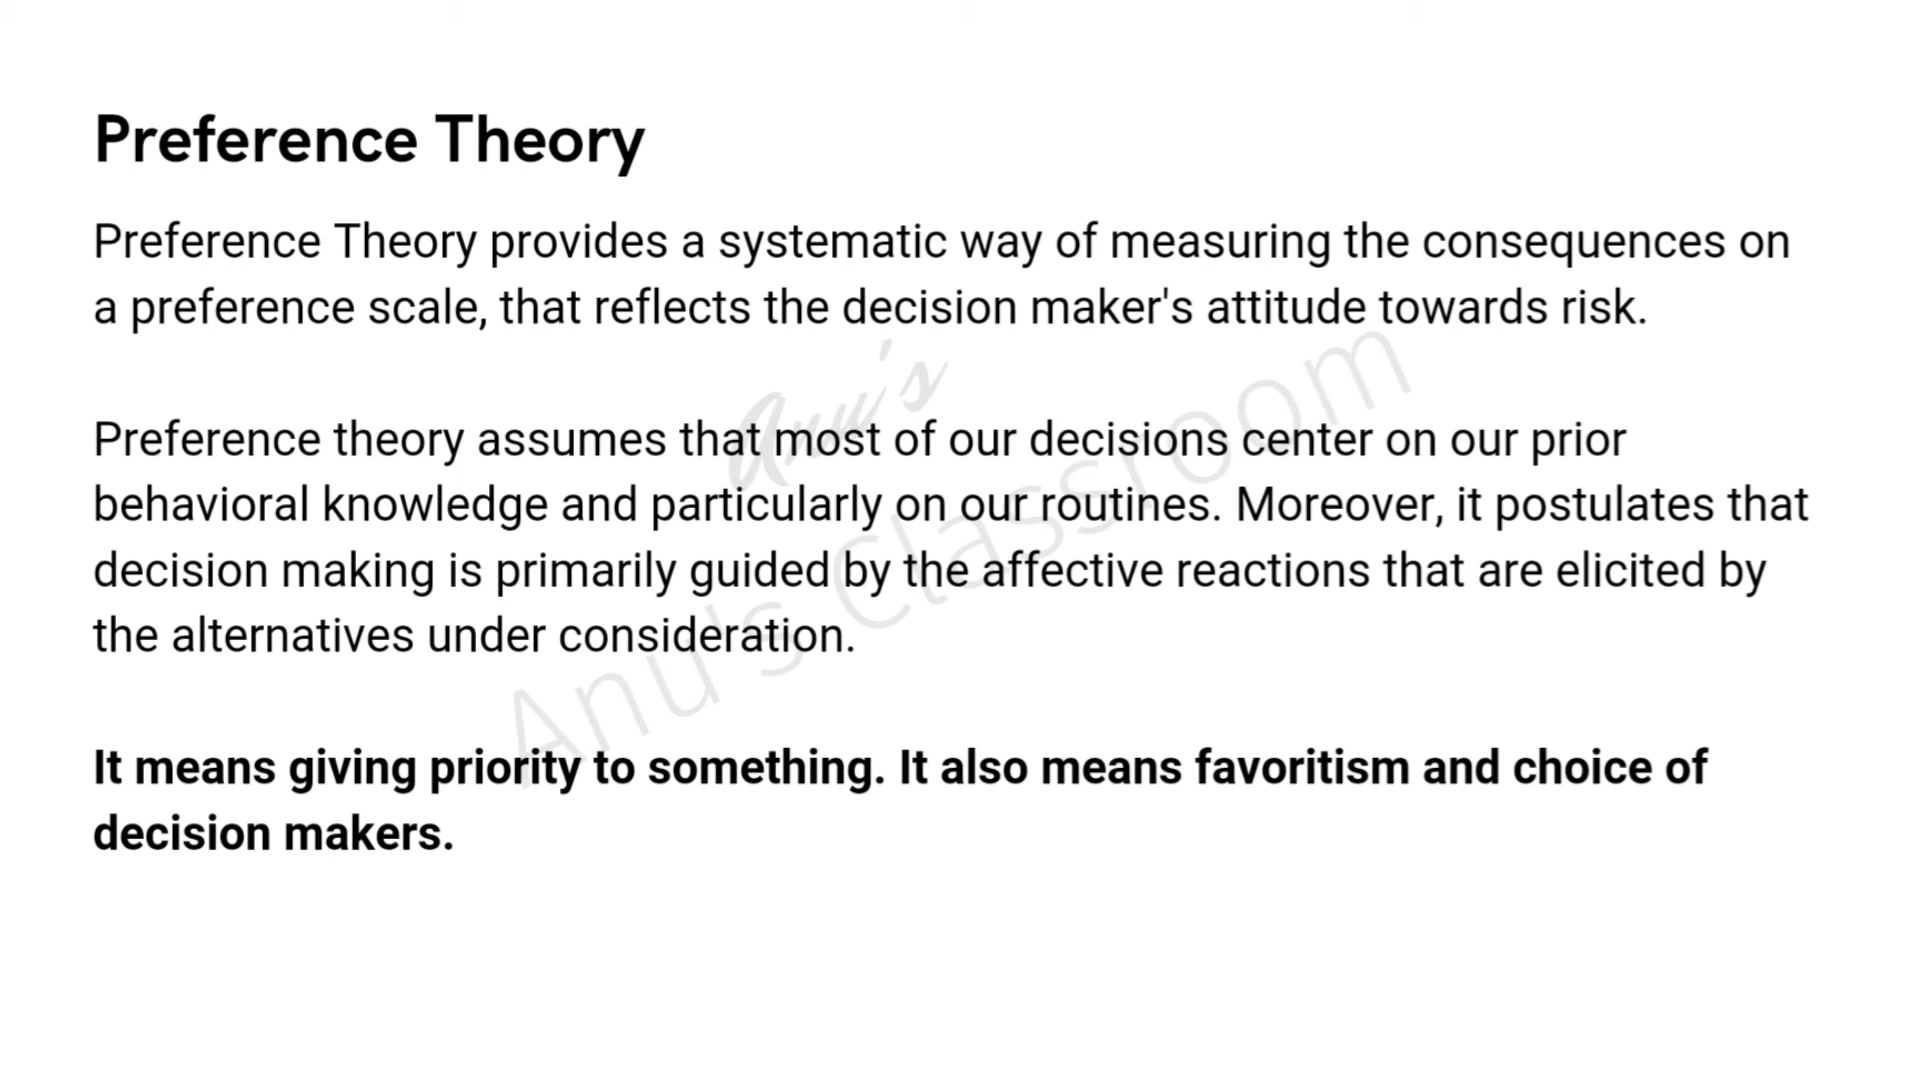 Preference Theory
Preference Theory provides a systematic way of measuring the consequences on
a preference scale, that reflects the decision maker's attitude towards risk.
Preference theory assumes that most of our decisions center on our prior
behavioral knowledge and particularly on our routines. Moreover, it postulates that
decision making is primarily guided by the affective reactions that are elicited by
the alternatives under consideration.
It means giving priority to something. It also means favoritism and choice of
decision makers.
Anu's
Anu's Classroom